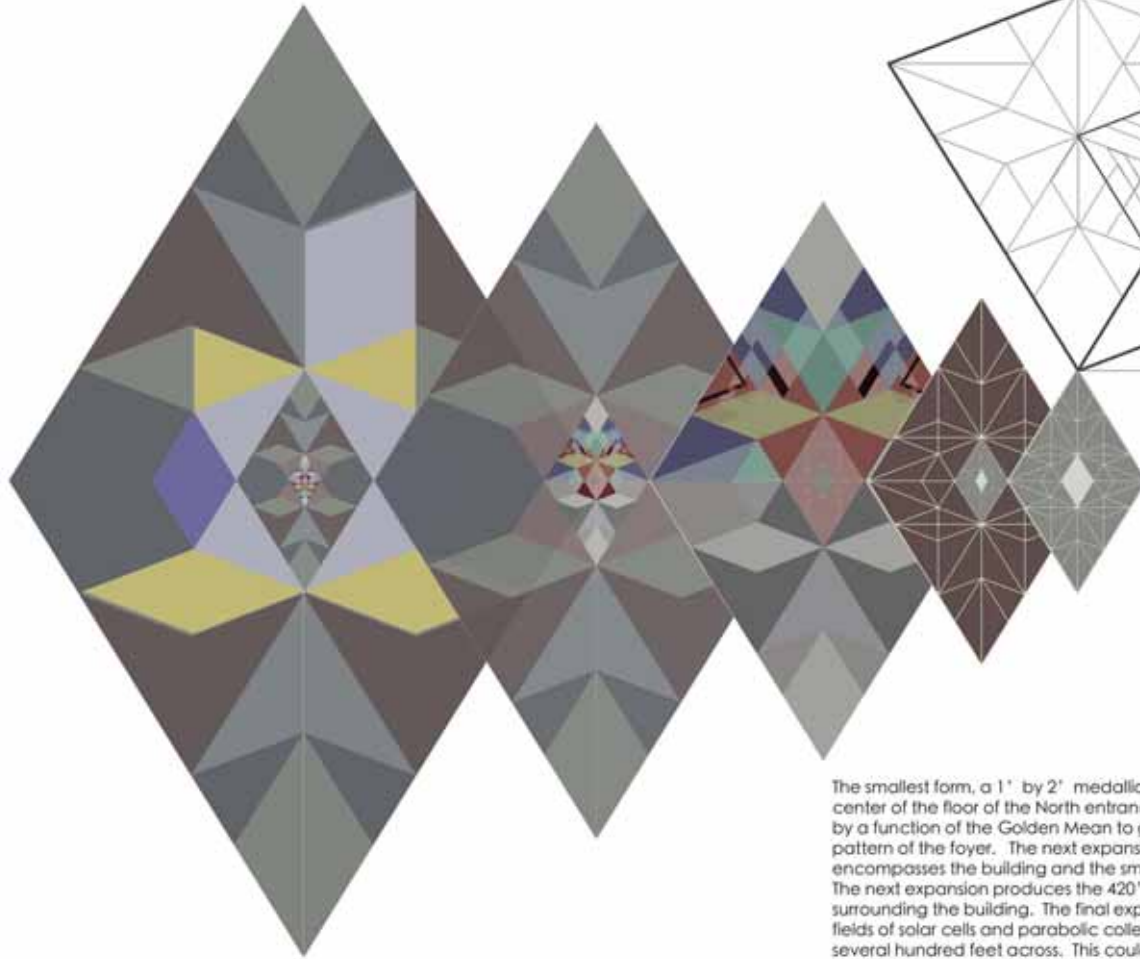 The smallest form, a 1' by 2' medallic
center of the floor of the North entran
by a function of the Golden Mean to g
pattern of the foyer. The next expans
encompasses the building and the sm
The next expansion produces the 420'
surrounding the building. The final exp
fields of solar cells and parabolic colle
several hundred feet across. This coul